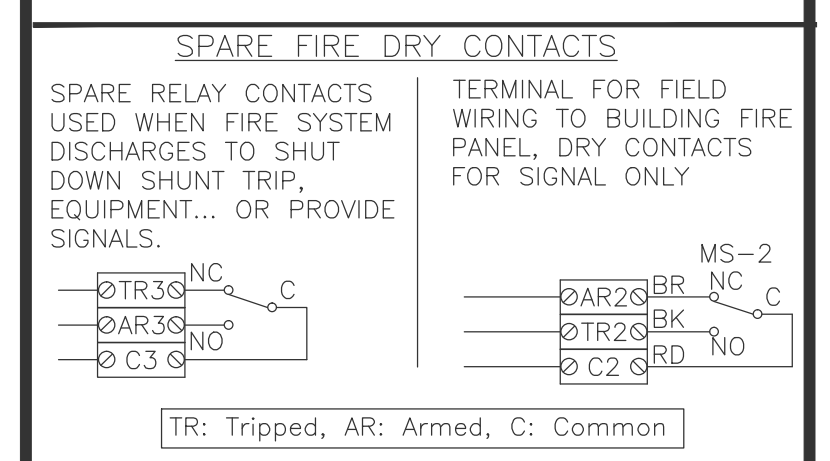 SPARE FIRE DRY CONTACTS
SPARE RELAY CONTACTS
USED WHEN FIRE SYSTEM
DISCHARGES TO SHUT
DOWN SHUNT TRIP,
EQUIPMENT... OR PROVIDE
SIGNALS.
TR3 NC
C
AR3
NO
C3
TERMINAL FOR FIELD
WIRING TO BUILDING FIRE
PANEL, DRY CONTACTS
FOR SIGNAL ONLY
MS-2
AR2 BR NC
C
TR2 BK
NO
C2 RD
TR: Tripped, AR: Armed, C: Common